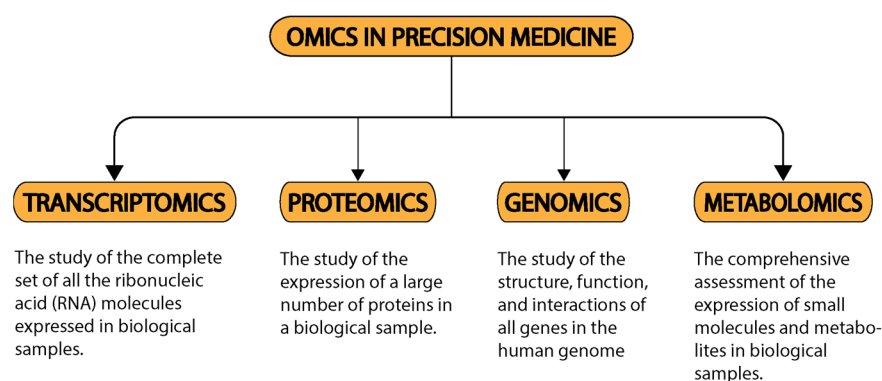 OMICS IN PRECISION MEDICINE
TRANSCRIPTOMICS
The study of the complete
set of all the ribonucleic
acid (RNA) molecules
expressed in biological
samples.
PROTEOMICS
The study of the
expression of a large
number of proteins in
a biological sample.
GENOMICS
The study of the
structure, function,
and interactions of
all genes in the
human genome
METABOLOMICS
The comprehensive
assessment of the
expression of small
molecules and metabo-
lites in biological
samples.